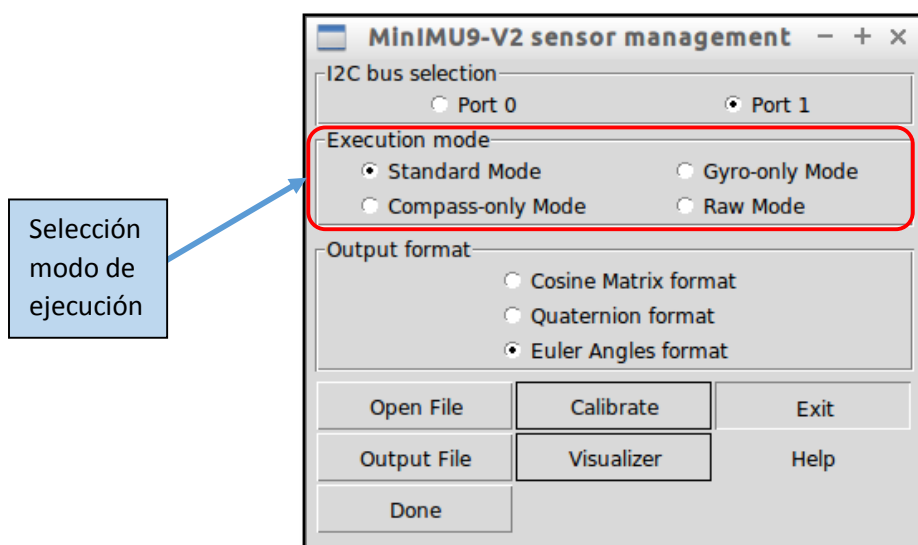 MinIMU9-V2 sensor management
I2C bus selection
Port 0 Port 1
Execution mode
Standard Mode Gyro-only Mode
Compass-only Mode Raw Mode
Selección
modo de
ejecución
Output format
Cosine Matrix format
Quaternion format
Euler Angles format
Open File Calibrate Exit
Output File Visualizer Help
Done